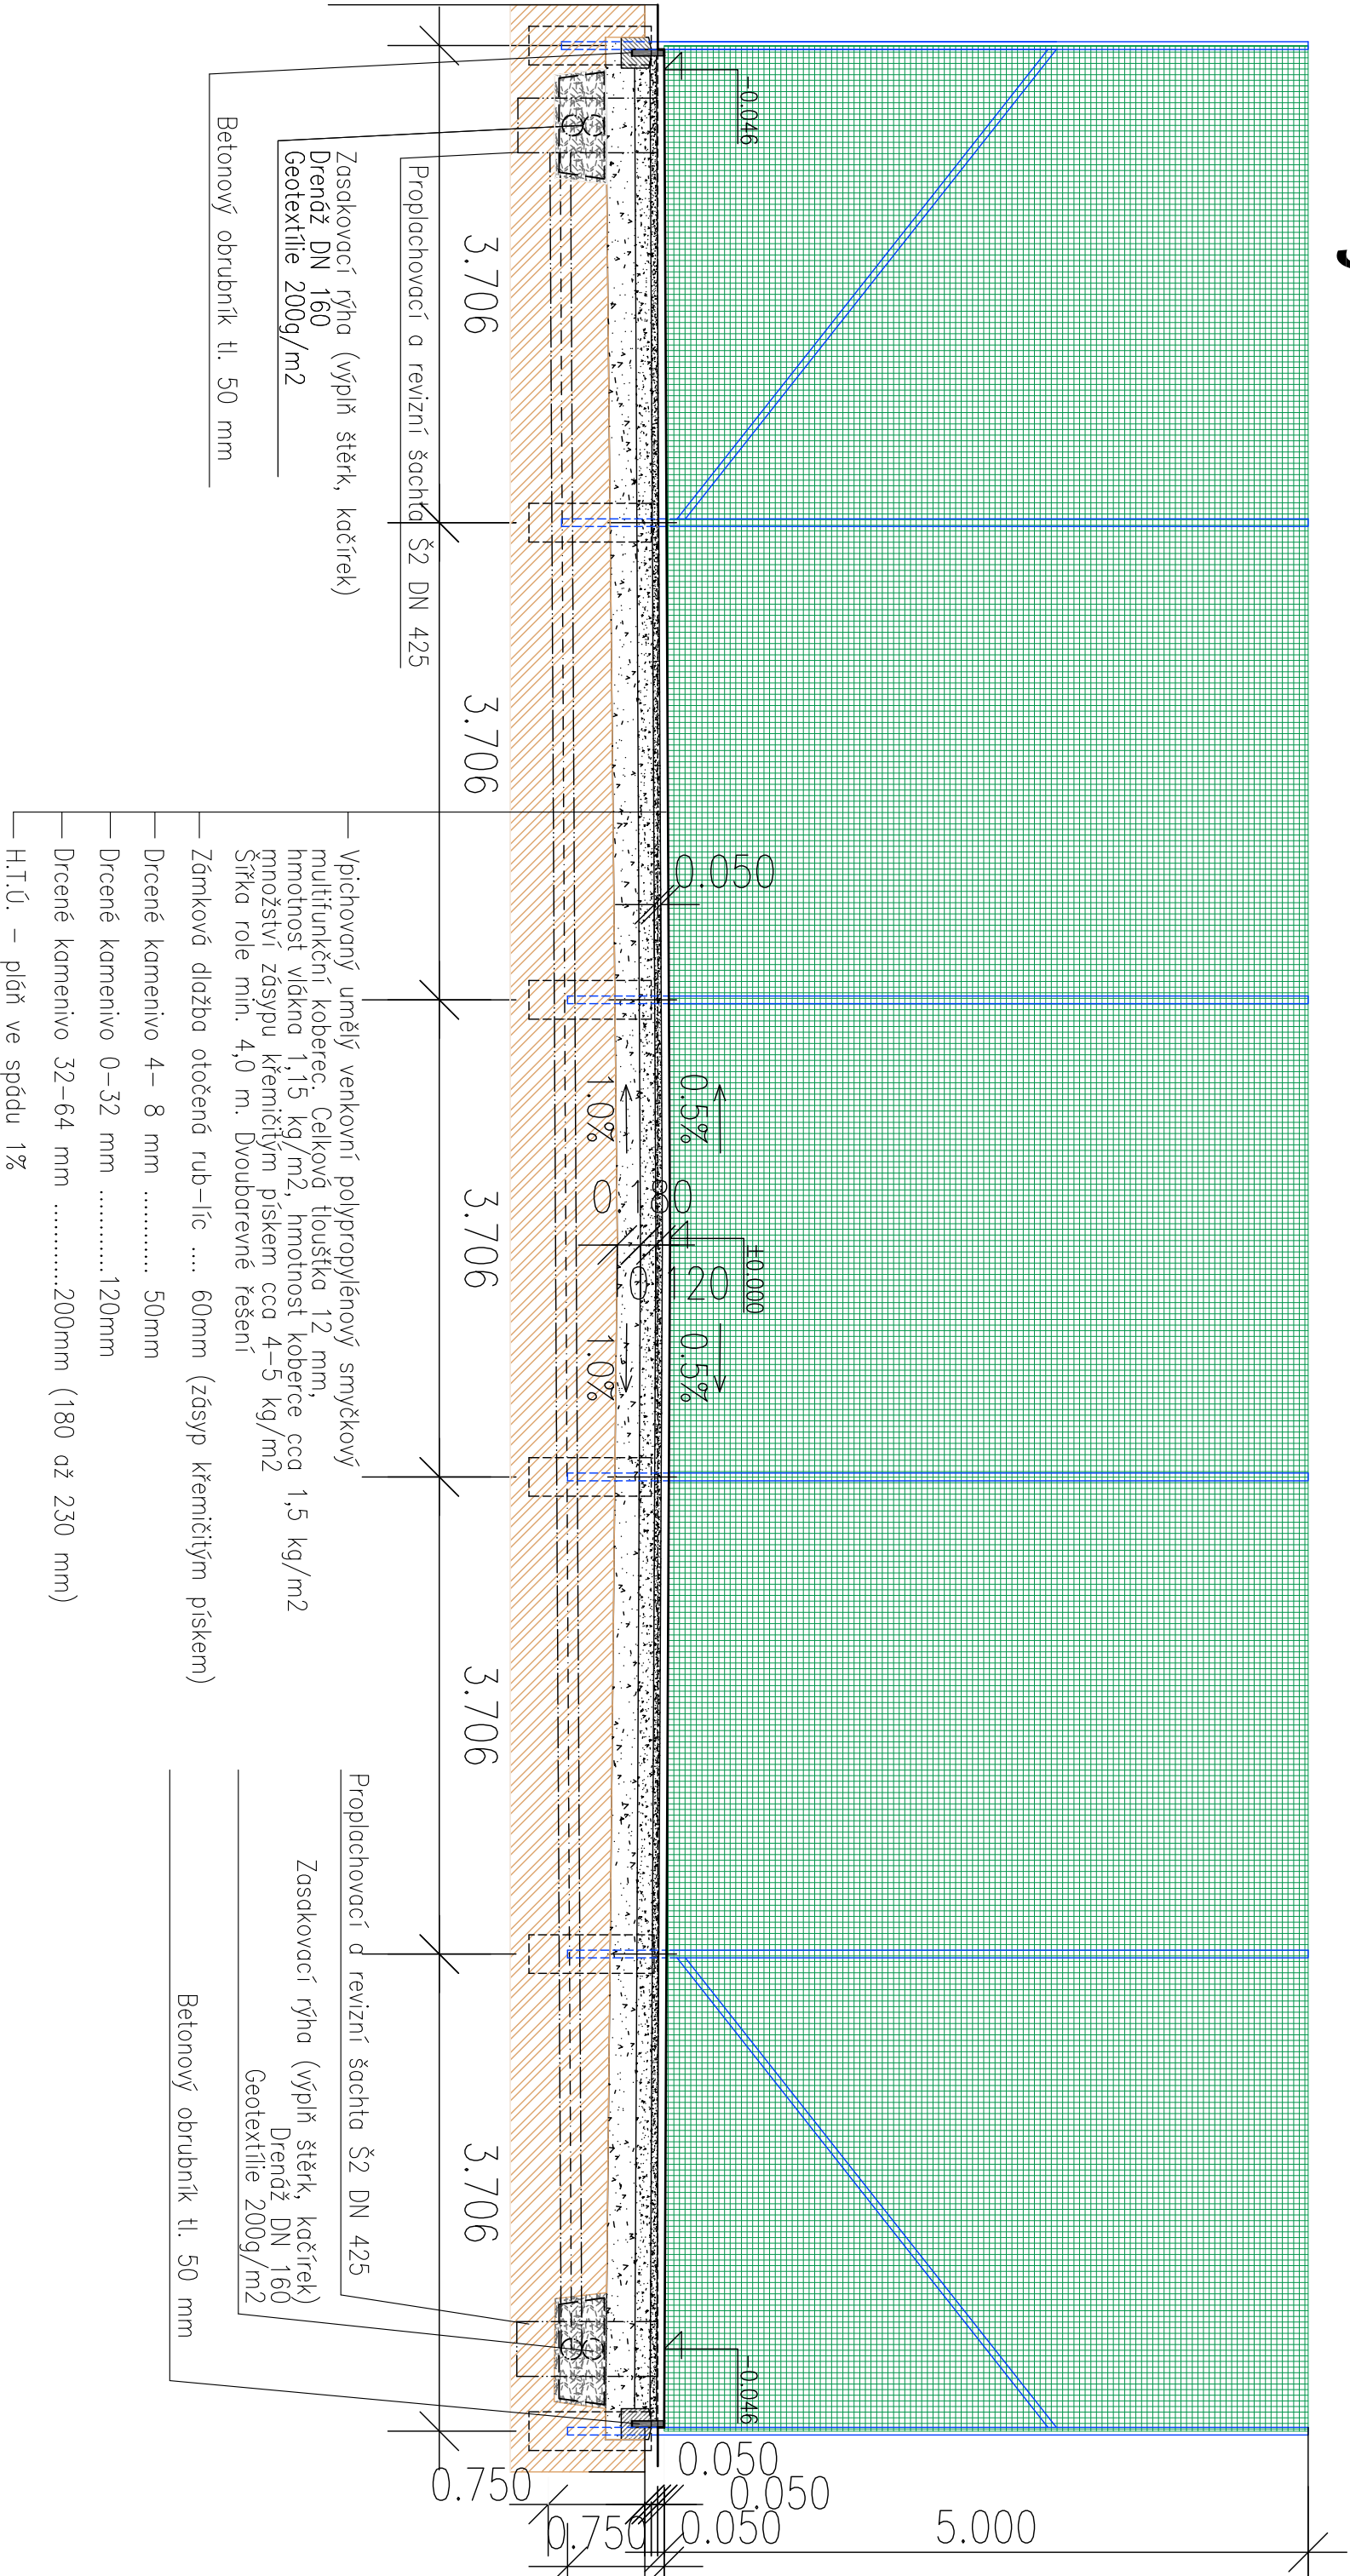 -0.046
±0.000
-0.046
0.050
0.5%
0.5%
1.0%
1.0%
0.180
0.120
5.000
0.050
0.050
0.050
0.750
0.750
3.706
3.706
3.706
3.706
3.706
Proplachovací a revizní šachta Š2 DN 425
Zasakovací rýha (výplň štěrk, kačírek)
Drenáž DN 160
Geotextílie 200g/m2
Betonový obrubník tl. 50 mm
Vpichovaný umělý venkovní polypropylénový smyčkový
multifunkční koberec. Celková tloušťka 12 mm,
hmotnost vlákna 1,15 kg/m2, hmotnost koberce cca 1,5 kg/m2
množství zásypu křemičitým pískem cca 4-5 kg/m2
Šířka role min. 4,0 m. Dvoubarevné řešení
Zámková dlažba otočená rub-líc .... 60mm (zásyp křemičitým pískem)
Drcené kamenivo 4- 8 mm ........... 50mm
Drcené kamenivo 0-32 mm ............120mm
Drcené kamenivo 32-64 mm ............200mm (180 až 230 mm)
H.T.Ú. - pláň ve spádu 1%
Proplachovací a revizní šachta Š2 DN 425
Zasakovací rýha (výplň štěrk, kačírek)
Drenáž DN 160
Geotextílie 200g/m2
Betonový obrubník tl. 50 mm